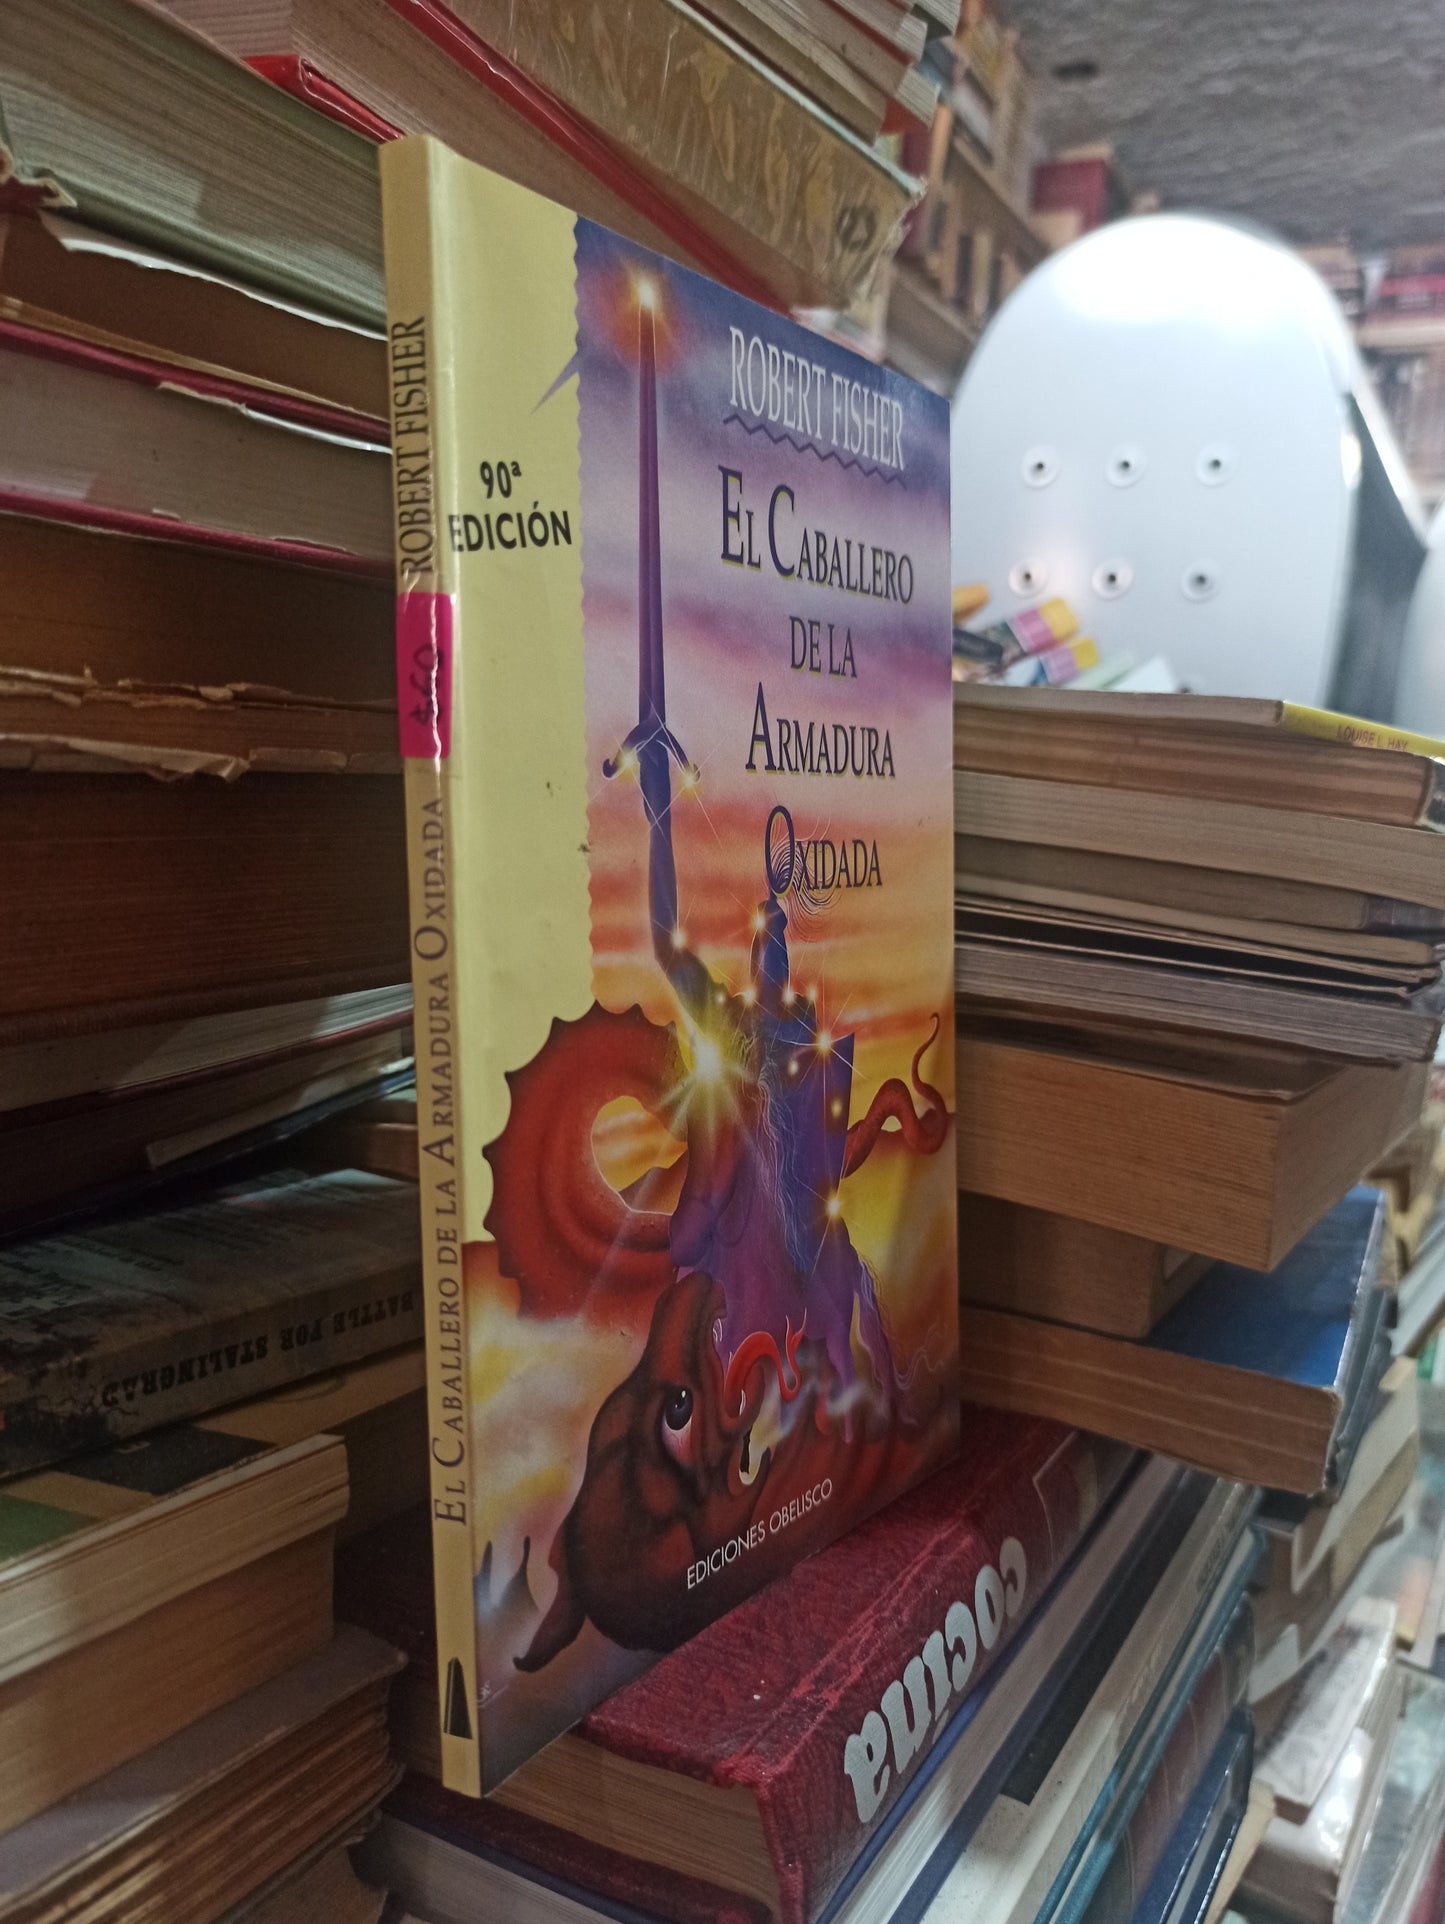 90ª
EDICIÓN
ROBERT FISHER
EL CABALLERO
DE LA
ARMADURA
OXIDADA
EDICIONES OBELISCO
ROBERT FISHER
$60
EL CABALLERO DE LA ARMADURA OXIDADA
BATTLE FOR STALINGRAD
LOUISE L. HAY
cocina